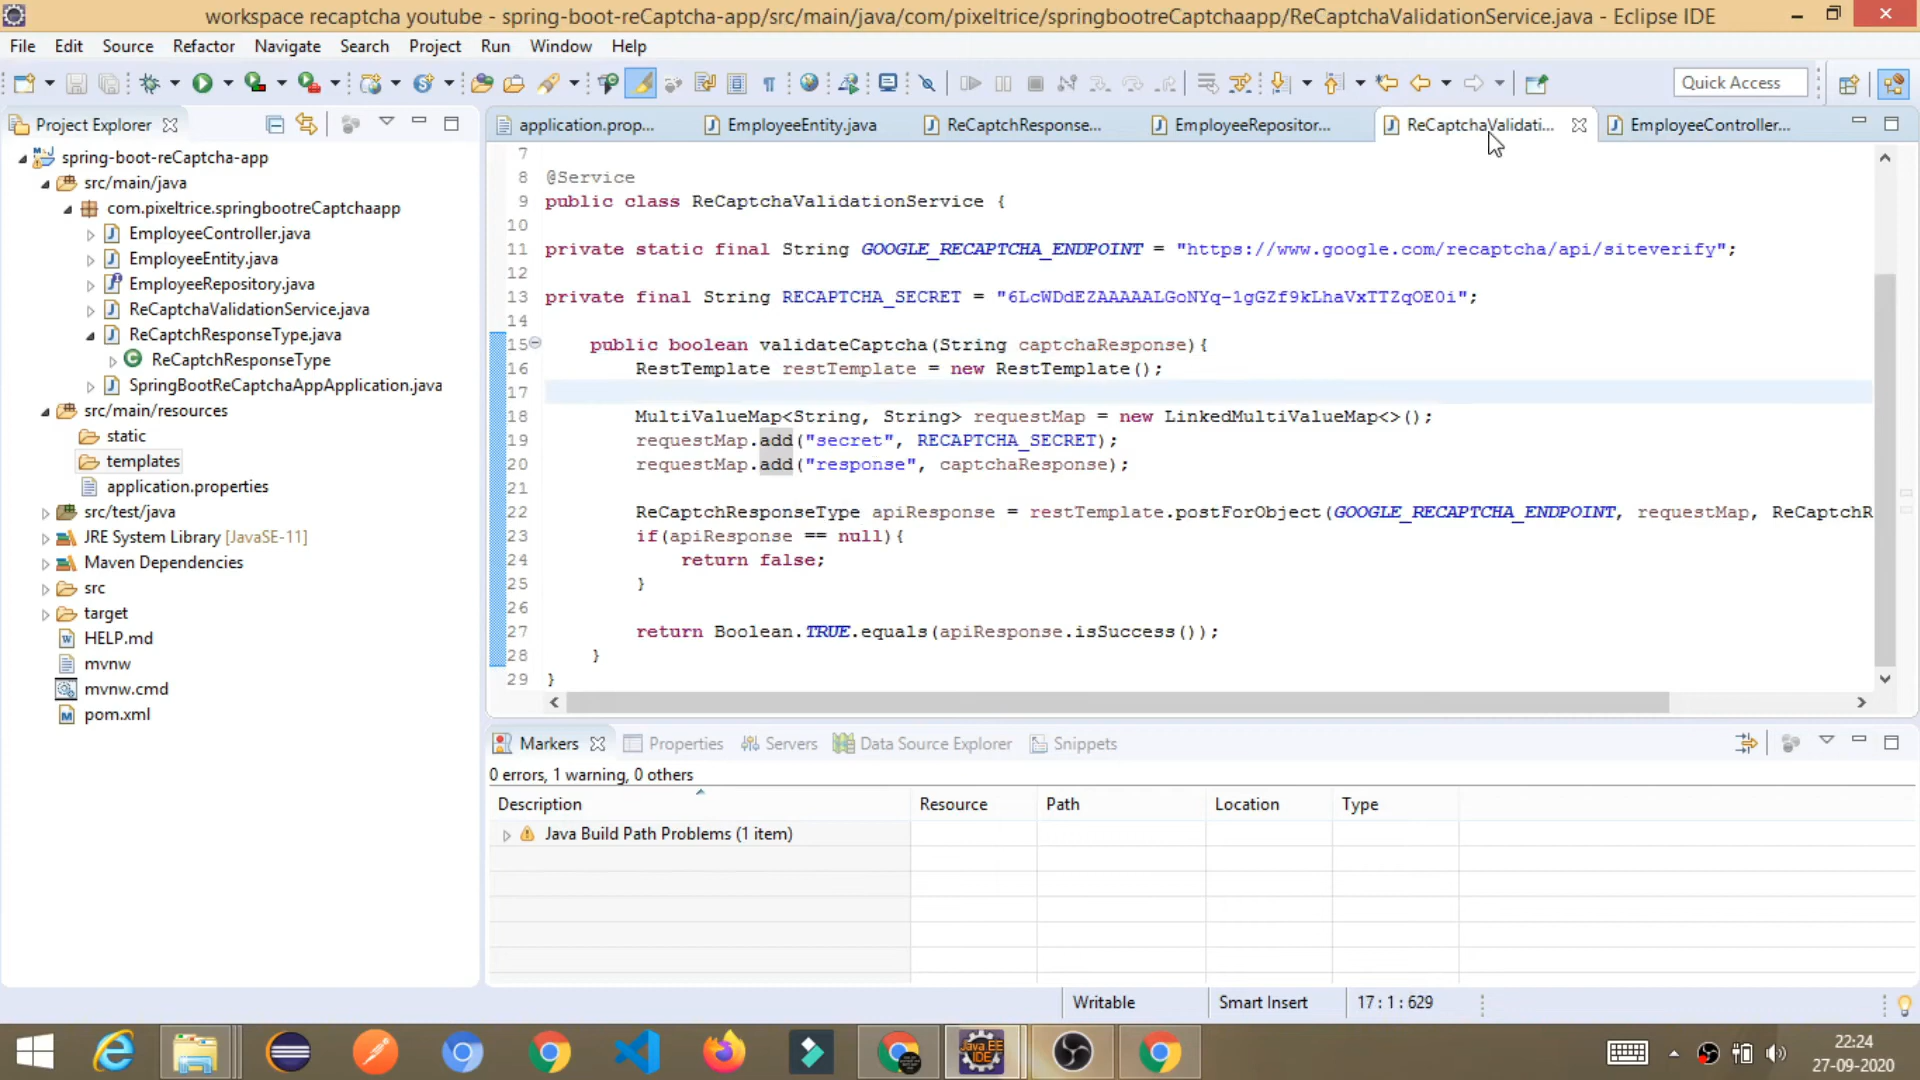 workspace recaptcha youtube - spring-boot-reCaptcha-app/src/main/java/com/pixeltrice/springbootreCaptchaapp/ReCaptchaValidationService.java - Eclipse IDE
File Edit Source Refactor Navigate Search Project Run Window Help
Quick Access
Project Explorer
application.prop... EmployeeEntity.java ReCaptchResponse... EmployeeRepositor... ReCaptchaValidati... EmployeeController...
spring-boot-reCaptcha-app
src/main/java
com.pixeltrice.springbootreCaptchaapp
EmployeeController.java
EmployeeEntity.java
EmployeeRepository.java
ReCaptchaValidationService.java
ReCaptchResponseType.java
ReCaptchResponseType
SpringBootReCaptchaAppApplication.java
src/main/resources
static
templates
application.properties
src/test/java
JRE System Library [JavaSE-11]
Maven Dependencies
src
target
HELP.md
mvnw
mvnw.cmd
pom.xml
7
8 @Service
9 public class ReCaptchaValidationService {
10
11 private static final String GOOGLE_RECAPTCHA_ENDPOINT = "https://www.google.com/recaptcha/api/siteverify";
12
13 private final String RECAPTCHA_SECRET = "6LcWDdEZAAAAALGoNYq-1gGZf9kLhaVxTTZqOE0i";
14
15 public boolean validateCaptcha(String captchaResponse){
16 RestTemplate restTemplate = new RestTemplate();
17
18 MultiValueMap<String, String> requestMap = new LinkedMultiValueMap<>();
19 requestMap.add("secret", RECAPTCHA_SECRET);
20 requestMap.add("response", captchaResponse);
21
22 ReCaptchResponseType apiResponse = restTemplate.postForObject(GOOGLE_RECAPTCHA_ENDPOINT, requestMap, ReCaptchR
23 if(apiResponse == null){
24 return false;
25 }
26
27 return Boolean.TRUE.equals(apiResponse.isSuccess());
28 }
29 }
Markers Properties Servers Data Source Explorer Snippets
0 errors, 1 warning, 0 others
Description Resource Path Location Type
Java Build Path Problems (1 item)
Writable Smart Insert 17 : 1 : 629
Java EE
IDE
22:24
27-09-2020